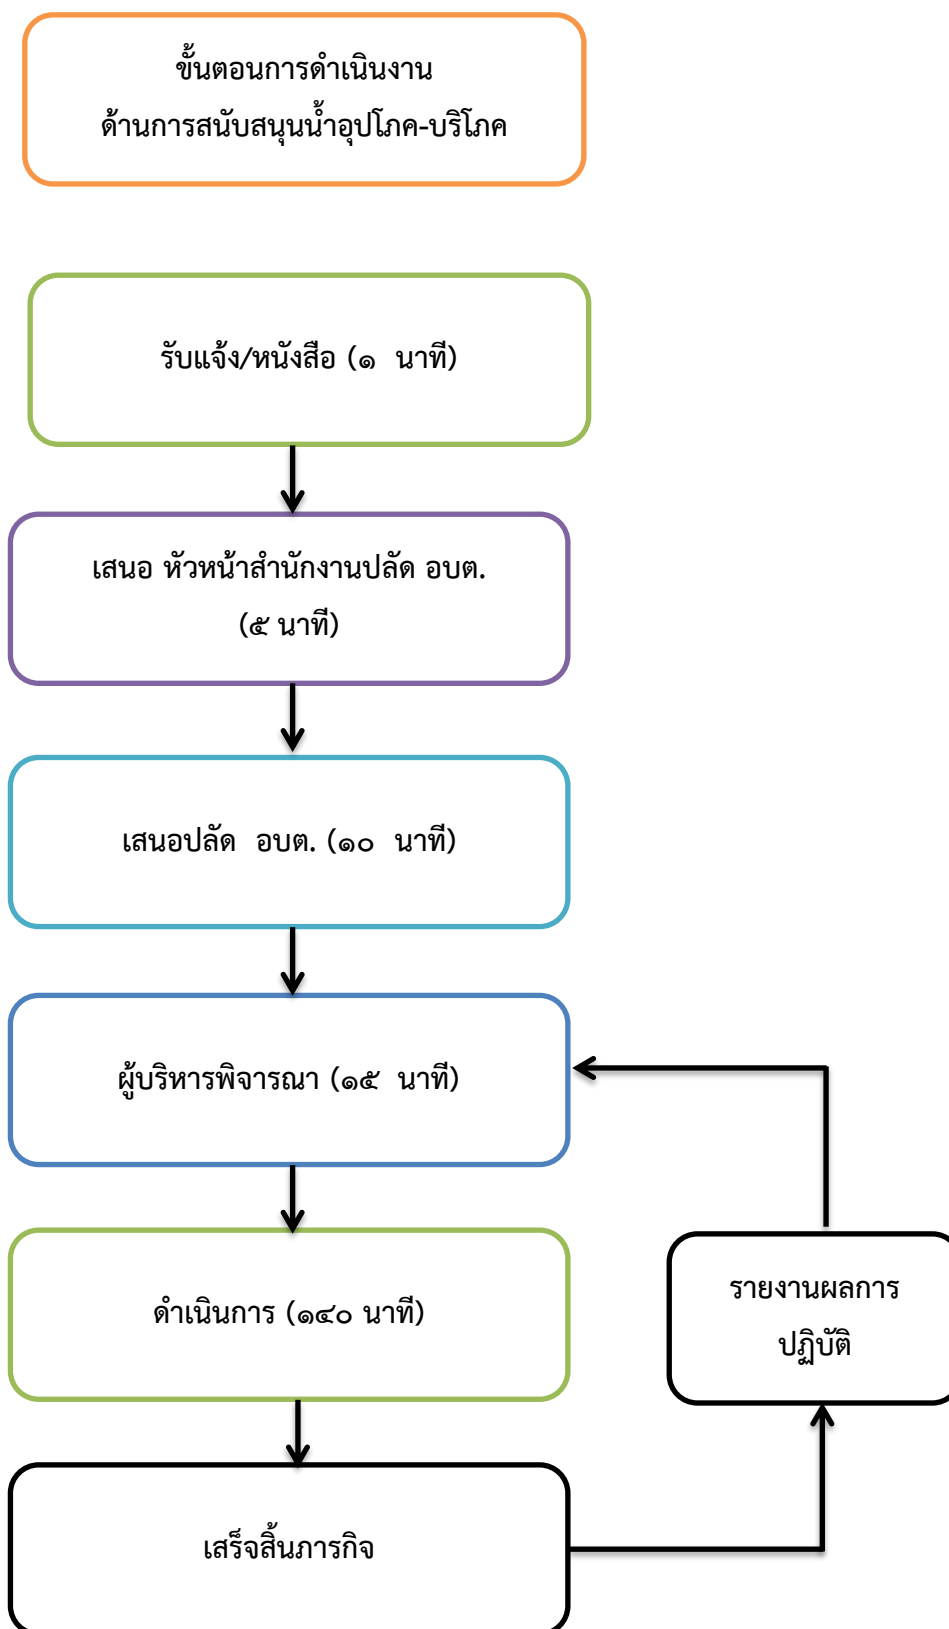 ขั้นตอนการดำเนินงาน
ด้านการสนับสนุนน้ำอุปโภค-บริโภค
รับแจ้ง/หนังสือ (๑ นาที)
เสนอ หัวหน้าสำนักงานปลัด อบต.
(๕ นาที)
เสนอปลัด อบต. (๑๐ นาที)
ผู้บริหารพิจารณา (๑๕ นาที)
ดำเนินการ (๑๔๐ นาที)
รายงานผลการ
ปฏิบัติ
เสร็จสิ้นภารกิจ